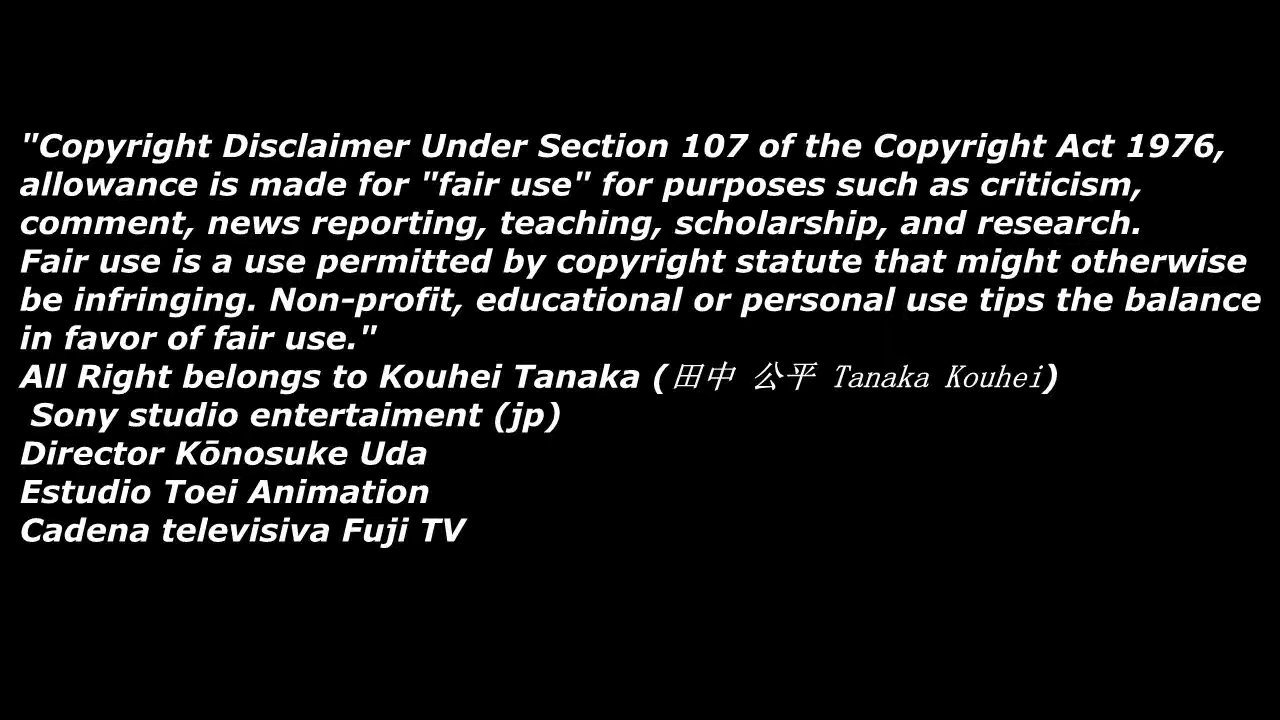 "Copyright Disclaimer Under Section 107 of the Copyright Act 1976,
allowance is made for "fair use" for purposes such as criticism,
comment, news reporting, teaching, scholarship, and research.
Fair use is a use permitted by copyright statute that might otherwise
be infringing. Non-profit, educational or personal use tips the balance
in favor of fair use."
All Right belongs to Kouhei Tanaka (田中 公平 Tanaka Kouhei)
Sony studio entertaiment (jp)
Director Kōnosuke Uda
Estudio Toei Animation
Cadena televisiva Fuji TV